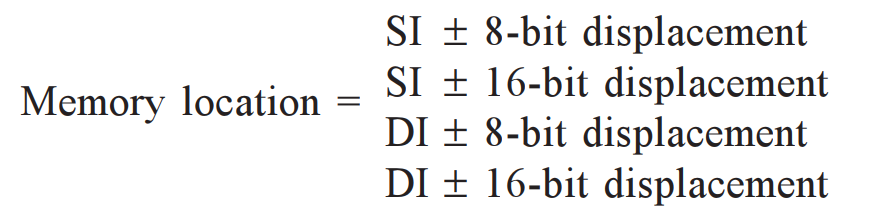 SI ± 8-bit displacement
SI ± 16-bit displacement
Memory location =
DI ± 8-bit displacement
DI ± 16-bit displacement